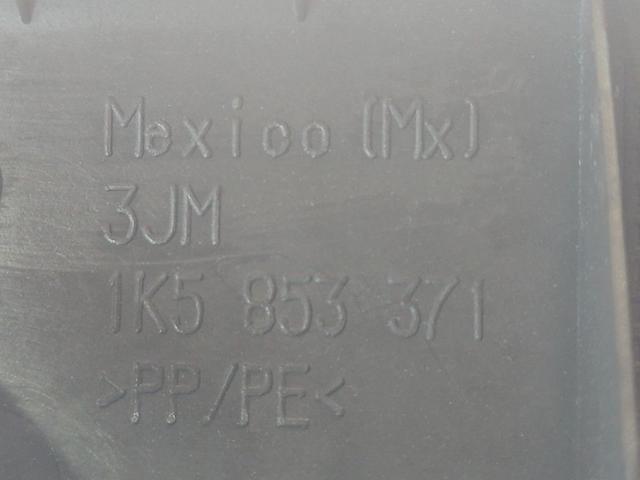 Mexico (Mx)
3JM
1K5 853 371
>PP/PE<